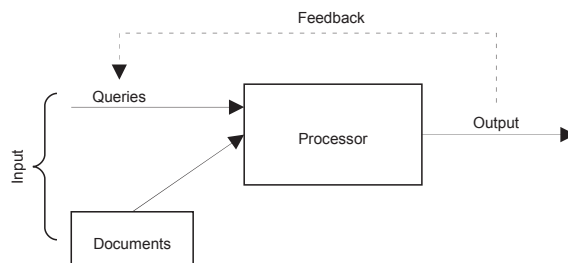 Feedback
Queries
Processor
Output
Input
Documents